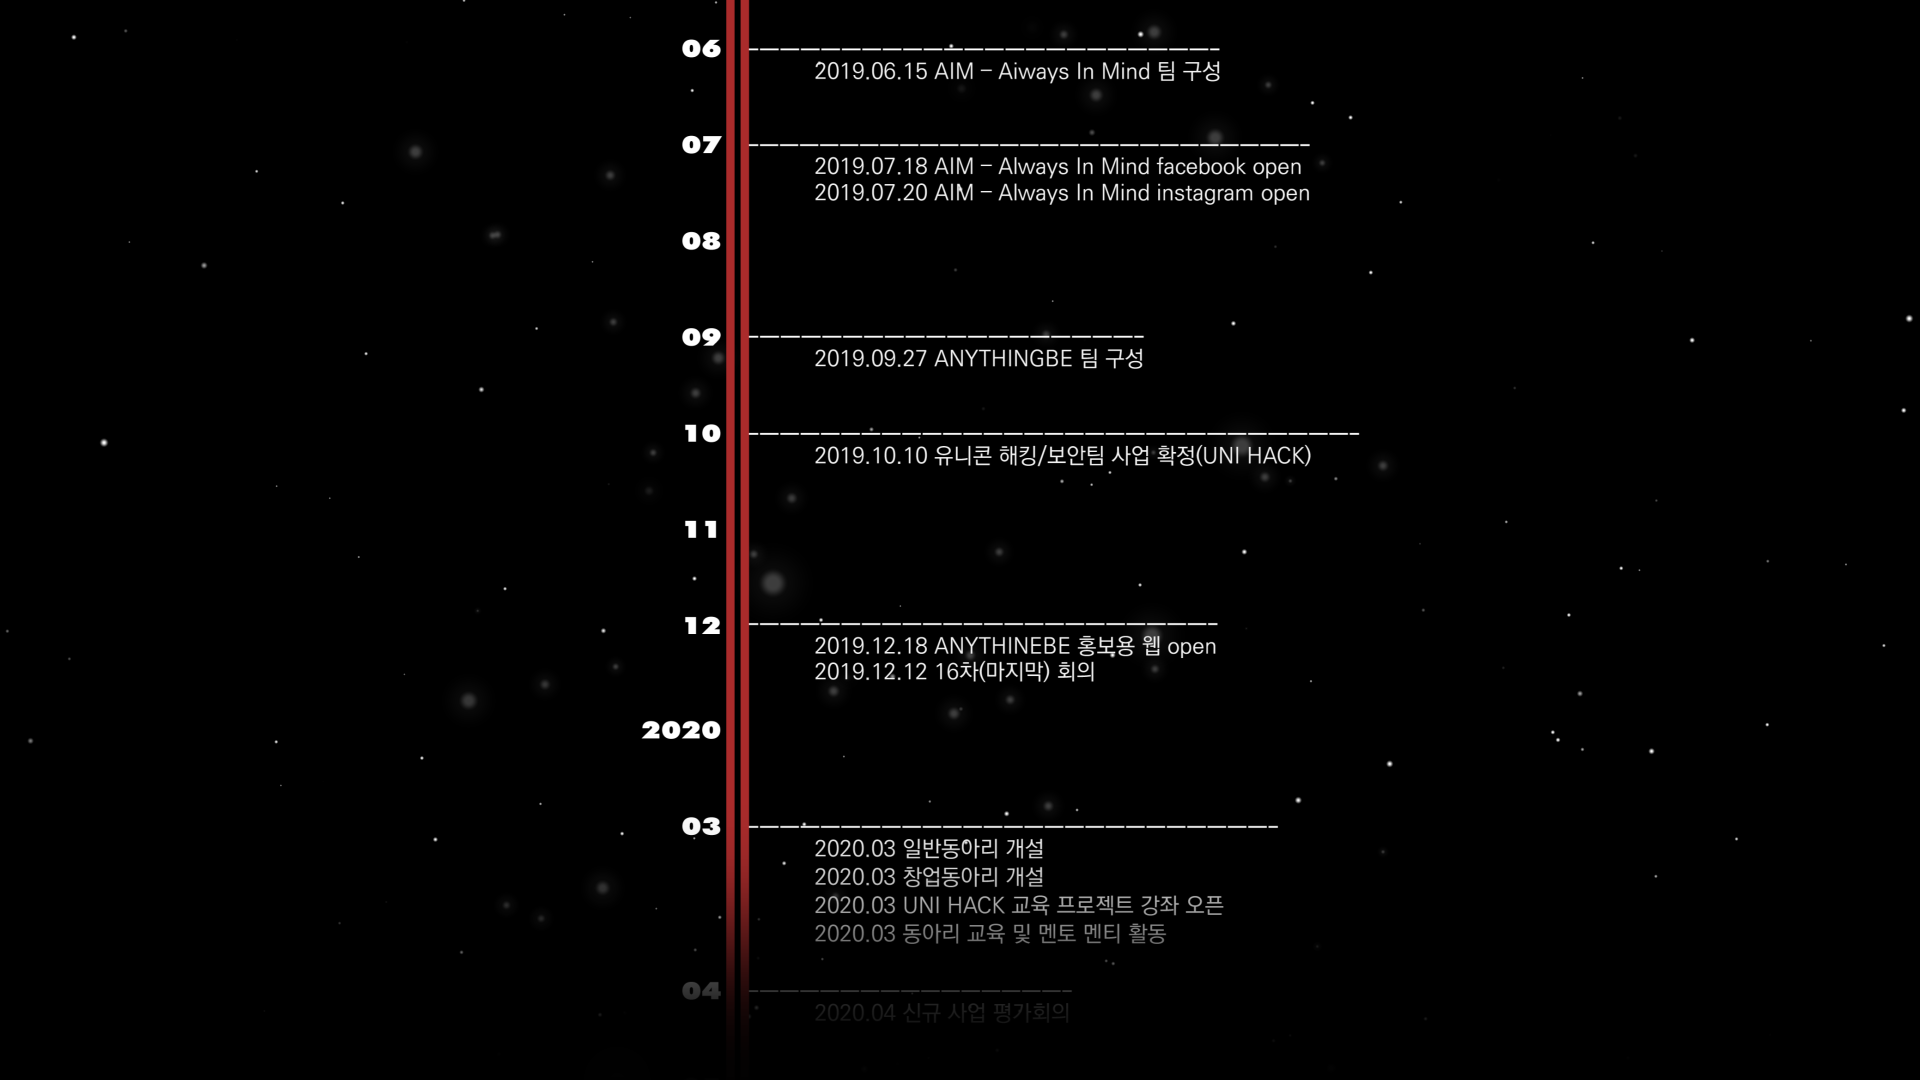 06
2019.06.15 AIM - Aiways In Mind 팀 구성
07
2019.07.18 AIM - Always In Mind facebook open
2019.07.20 AIM - Always In Mind instagram open
08
09
2019.09.27 ANYTHINGBE 팀 구성
10
2019.10.10 유니콘 해킹/보안팀 사업 확정(UNI HACK)
11
12
2019.12.18 ANYTHINEBE 홍보용 웹 open
2019.12.12 16차(마지막) 회의
2020
03
2020.03 일반동아리 개설
2020.03 창업동아리 개설
2020.03 UNI HACK 교육 프로젝트 강좌 오픈
2020.03 동아리 교육 및 멘토 멘티 활동
04
2020.04 신규 사업 평가회의